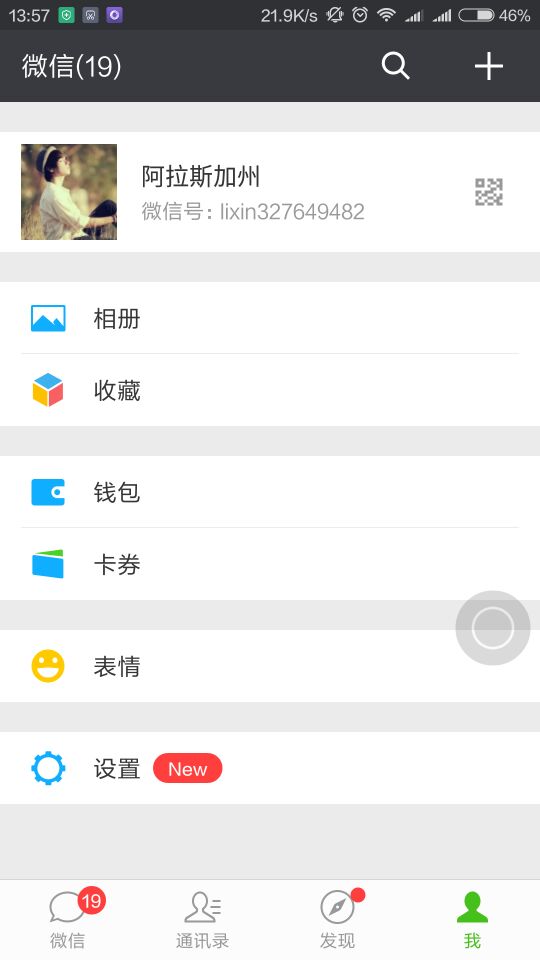 13:57 21.9K/s 46%
微信(19)
阿拉斯加州
微信号: lixin327649482
相册
收藏
钱包
卡券
表情
设置 New
19
微信 通讯录 发现 我